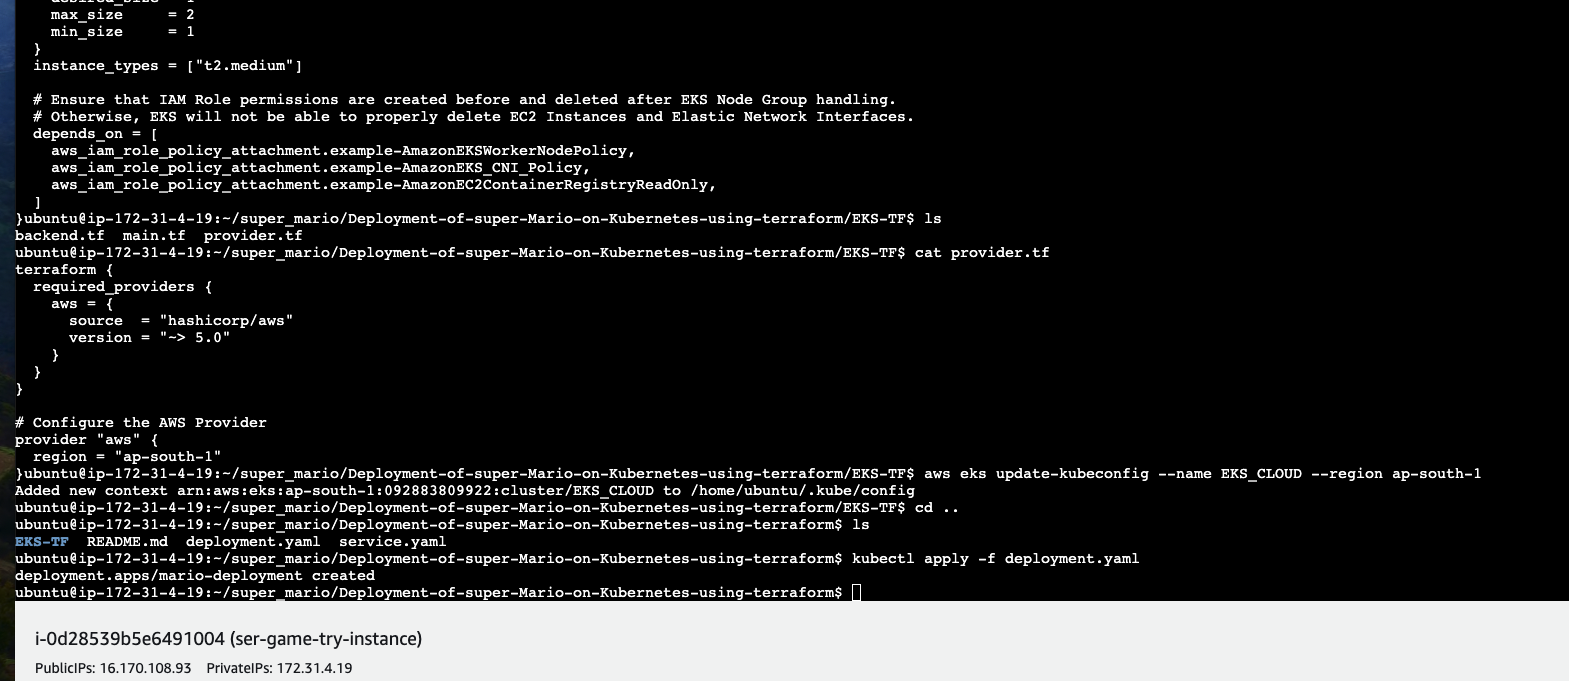 max_size     = 2
    min_size     = 1
  }
  instance_types = ["t2.medium"]

  # Ensure that IAM Role permissions are created before and deleted after EKS Node Group handling.
  # Otherwise, EKS will not be able to properly delete EC2 Instances and Elastic Network Interfaces.
  depends_on = [
    aws_iam_role_policy_attachment.example-AmazonEKSWorkerNodePolicy,
    aws_iam_role_policy_attachment.example-AmazonEKS_CNI_Policy,
    aws_iam_role_policy_attachment.example-AmazonEC2ContainerRegistryReadOnly,
  ]
}ubuntu@ip-172-31-4-19:~/super_mario/Deployment-of-super-Mario-on-Kubernetes-using-terraform/EKS-TF$ ls
backend.tf  main.tf  provider.tf
ubuntu@ip-172-31-4-19:~/super_mario/Deployment-of-super-Mario-on-Kubernetes-using-terraform/EKS-TF$ cat provider.tf
terraform {
  required_providers {
    aws = {
      source  = "hashicorp/aws"
      version = "~> 5.0"
    }
  }
}

# Configure the AWS Provider
provider "aws" {
  region = "ap-south-1"
}ubuntu@ip-172-31-4-19:~/super_mario/Deployment-of-super-Mario-on-Kubernetes-using-terraform/EKS-TF$ aws eks update-kubeconfig --name EKS_CLOUD --region ap-south-1
Added new context arn:aws:eks:ap-south-1:092883809922:cluster/EKS_CLOUD to /home/ubuntu/.kube/config
ubuntu@ip-172-31-4-19:~/super_mario/Deployment-of-super-Mario-on-Kubernetes-using-terraform/EKS-TF$ cd ..
ubuntu@ip-172-31-4-19:~/super_mario/Deployment-of-super-Mario-on-Kubernetes-using-terraform$ ls
EKS-TF  README.md  deployment.yaml  service.yaml
ubuntu@ip-172-31-4-19:~/super_mario/Deployment-of-super-Mario-on-Kubernetes-using-terraform$ kubectl apply -f deployment.yaml
deployment.apps/mario-deployment created
ubuntu@ip-172-31-4-19:~/super_mario/Deployment-of-super-Mario-on-Kubernetes-using-terraform$
i-0d28539b5e6491004 (ser-game-try-instance)
PublicIPs: 16.170.108.93    PrivateIPs: 172.31.4.19